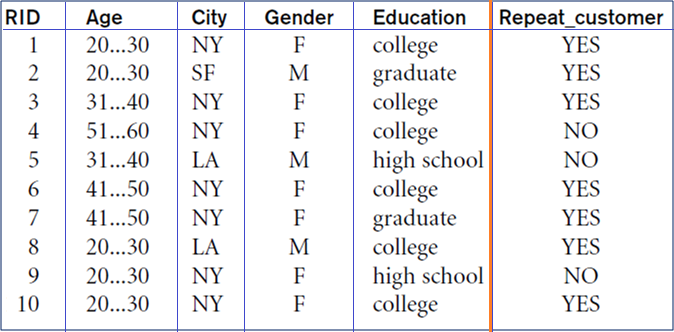 RID Age City Gender Education Repeat_customer
1 20...30 NY F college YES
2 20...30 SF M graduate YES
3 31...40 NY F college YES
4 51...60 NY F college NO
5 31...40 LA M high school NO
6 41...50 NY F college YES
7 41...50 NY F graduate YES
8 20...30 LA M college YES
9 20...30 NY F high school NO
10 20...30 NY F college YES